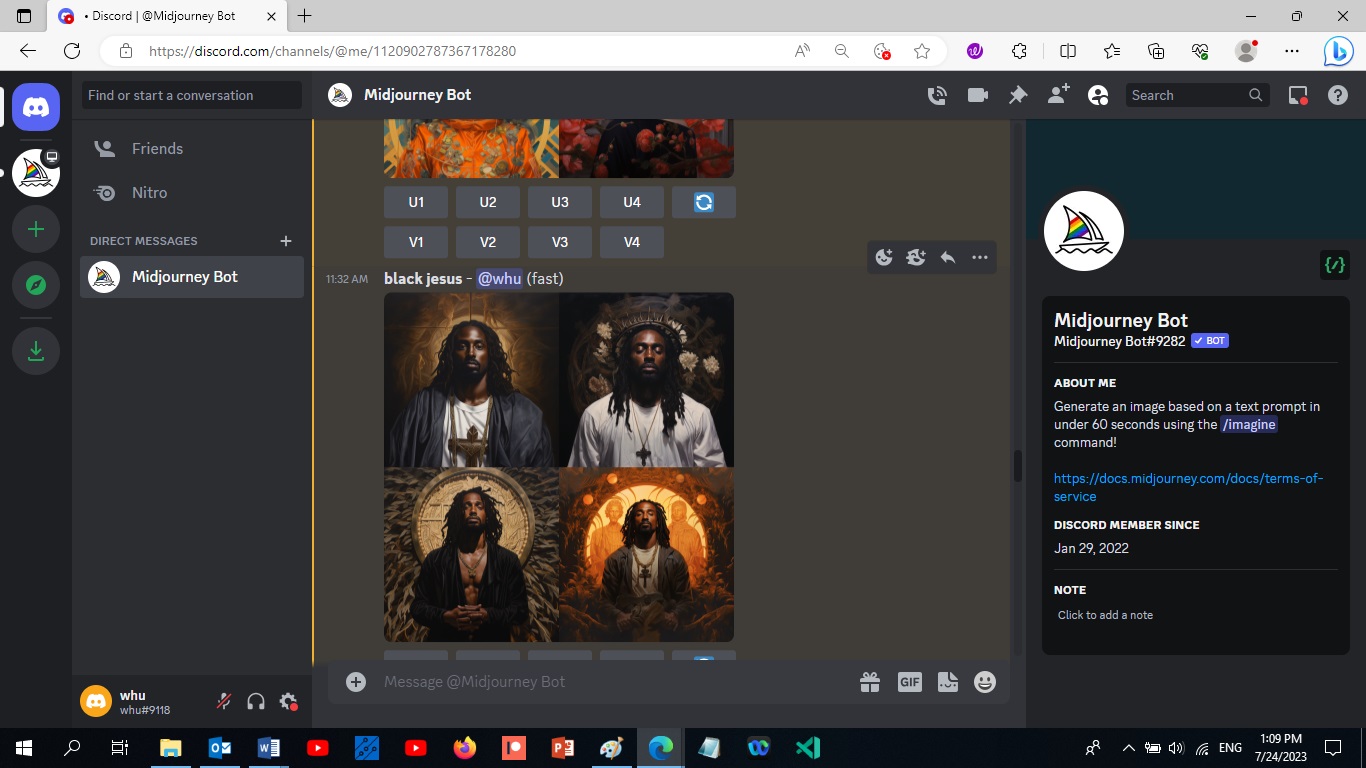 • Discord | @Midjourney Bot
https://discord.com/channels/@me/1120902787367178280
Find or start a conversation
Midjourney Bot
Search
Friends
Nitro
DIRECT MESSAGES
Midjourney Bot
U1 U2 U3 U4
V1 V2 V3 V4
11:32 AM black jesus - @whu (fast)
Message @Midjourney Bot
GIF
whu
whu#9118
Midjourney Bot
Midjourney Bot#9282 BOT
ABOUT ME
Generate an image based on a text prompt in
under 60 seconds using the /imagine
command!
https://docs.midjourney.com/docs/terms-of-
service
DISCORD MEMBER SINCE
Jan 29, 2022
NOTE
Click to add a note
ENG
1:09 PM
7/24/2023